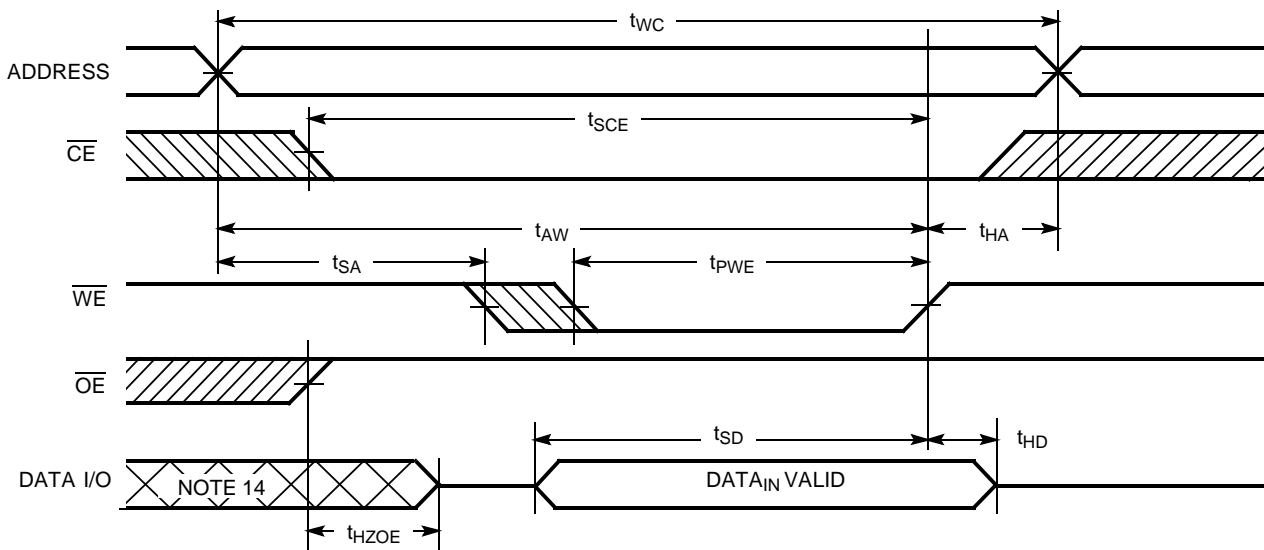 tWC
ADDRESS
tSCE
CE
tAW
tHA
tSA
tPWE
WE
OE
tSD
tHD
DATA I/O
NOTE 14
DATAIN VALID
tHZOE